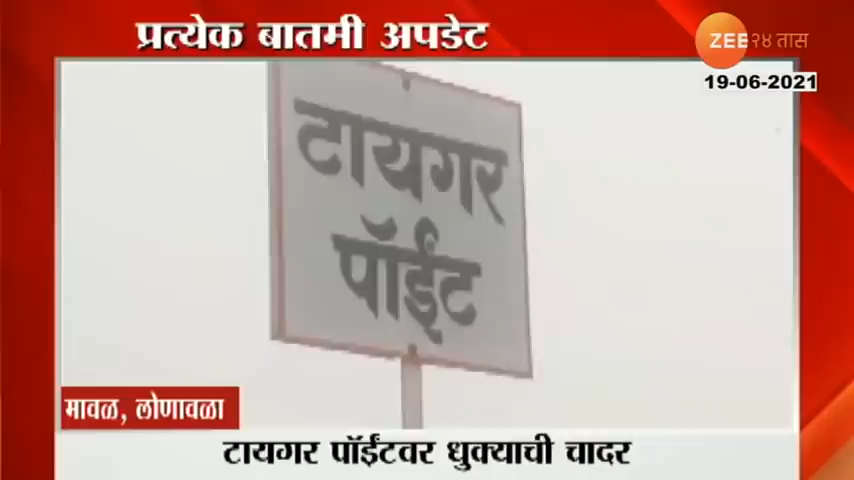 प्रत्येक बातमी अपडेट
ZEE २४ तास
19-06-2021
टायगर
पॉईंट
मावळ, लोणावळा
टायगर पॉईंटवर धुक्याची चादर